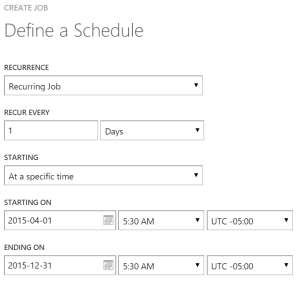 CREATE JOB
Define a Schedule
RECURRENCE
Recurring Job
RECUR EVERY
1 Days
STARTING
At a specific time
STARTING ON
2015-04-01 5:30 AM UTC -05:00
ENDING ON
2015-12-31 5:30 AM UTC -05:00